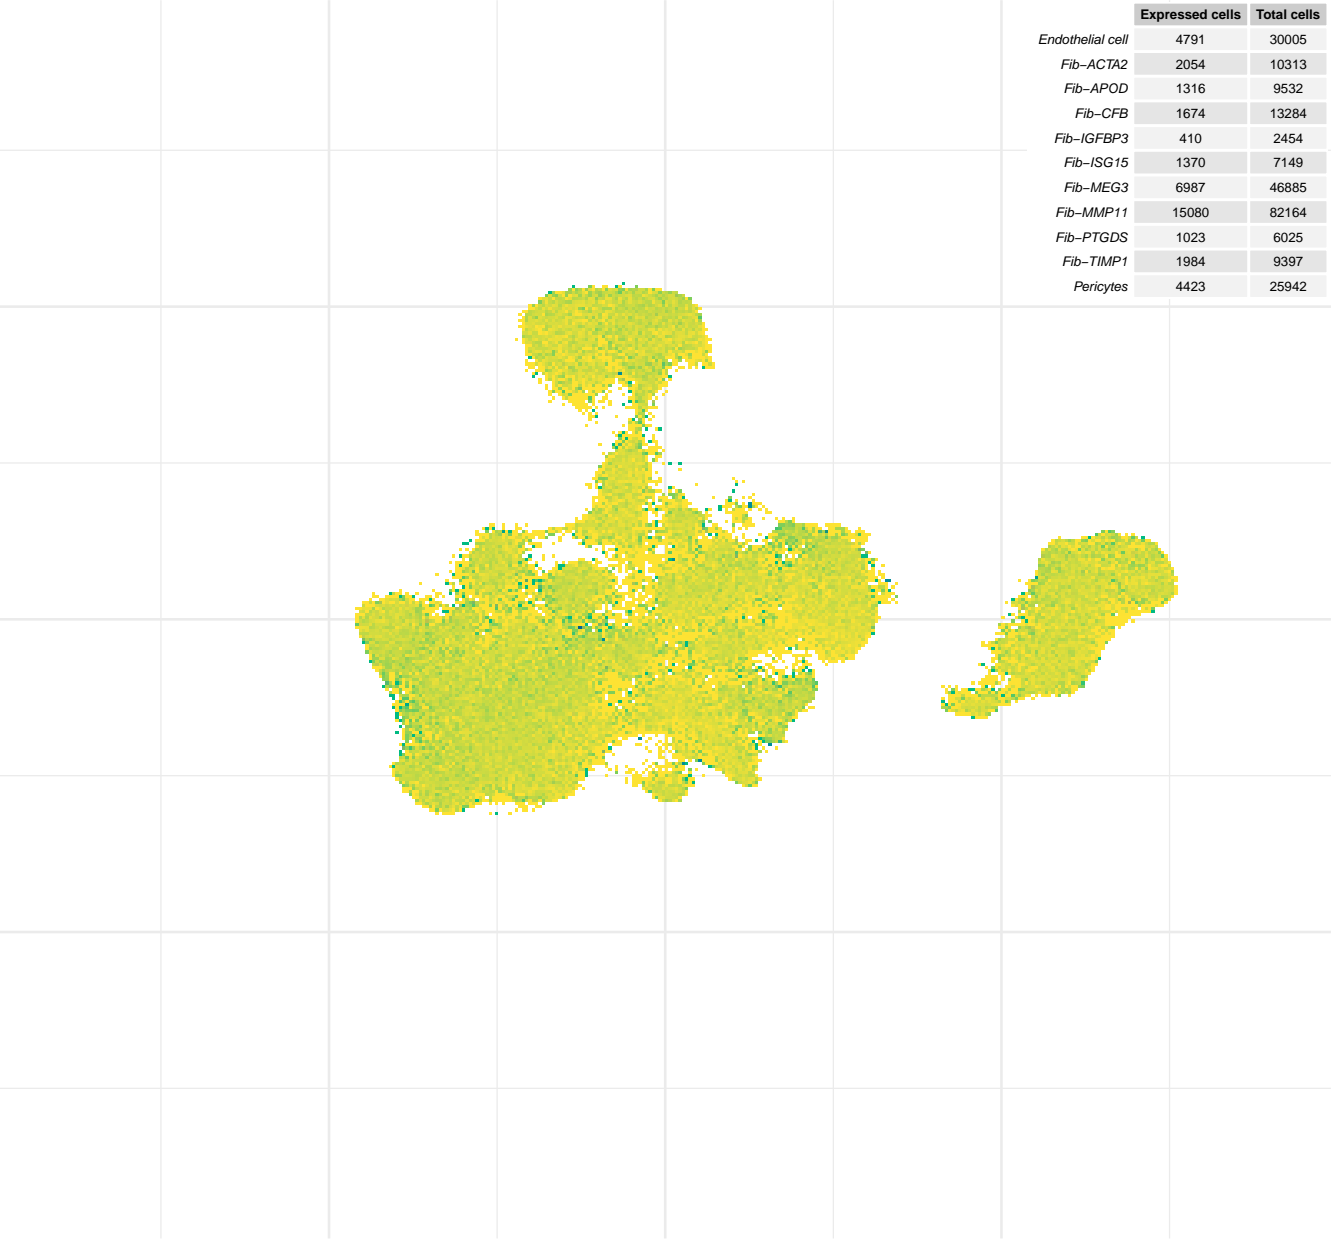 Expressed cells Total cells
Endothelial cell 4791 30005
Fib−ACTA2 2054 10313
Fib−APOD 1316 9532
Fib−CFB 1674 13284
Fib−IGFBP3 410 2454
Fib−ISG15 1370 7149
Fib−MEG3 6987 46885
Fib−MMP11 15080 82164
Fib−PTGDS 1023 6025
Fib−TIMP1 1984 9397
Pericytes 4423 25942